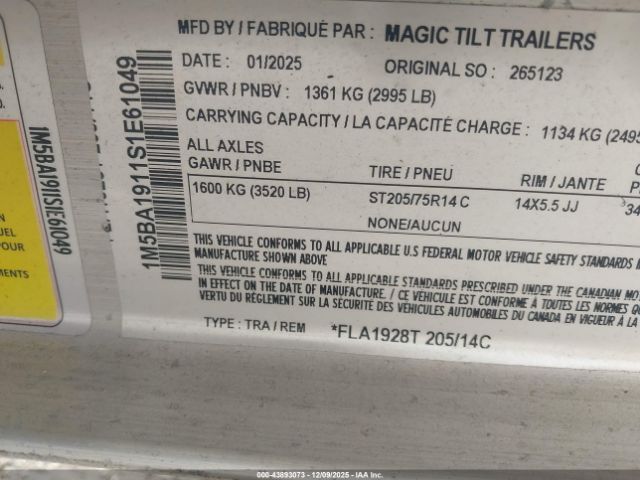 MFD BY / FABRIQUÉ PAR : MAGIC TILT TRAILERS
DATE : 01/2025 ORIGINAL SO : 265123
GVWR / PNBV : 1361 KG (2995 LB)
CARRYING CAPACITY / LA CAPACITÉ CHARGE : 1134 KG (2495
ALL AXLES
GAWR / PNBE TIRE / PNEU RIM / JANTE
1600 KG (3520 LB) ST205/75R14 C 14X5.5 JJ
NONE/AUCUN
THIS VEHICLE CONFORMS TO ALL APPLICABLE U.S FEDERAL MOTOR VEHICLE SAFETY STANDARDS
MANUFACTURE SHOWN ABOVE
THIS VEHICLE CONFORMS TO ALL APPLICABLE STANDARDS PRESCRIBED UNDER THE CANADIAN
IN EFFECT ON THE DATE OF MANUFACTURE. / CE VÉHICULE EST CONFORME À TOUTES LES NORMES
VERTU DU RÈGLEMENT SUR LA SÉCURITÉ DES VÉHICULES AUTOMOBILES DU CANADA EN VIGUEUR À LA
TYPE : TRA / REM *FLA1928T 205/14C
1M5BA1911S1E61049
1M5BA1911S1E61049
UEL
POUR
EMENTS
000-43893073 - 12/09/2025 - IAA Inc.